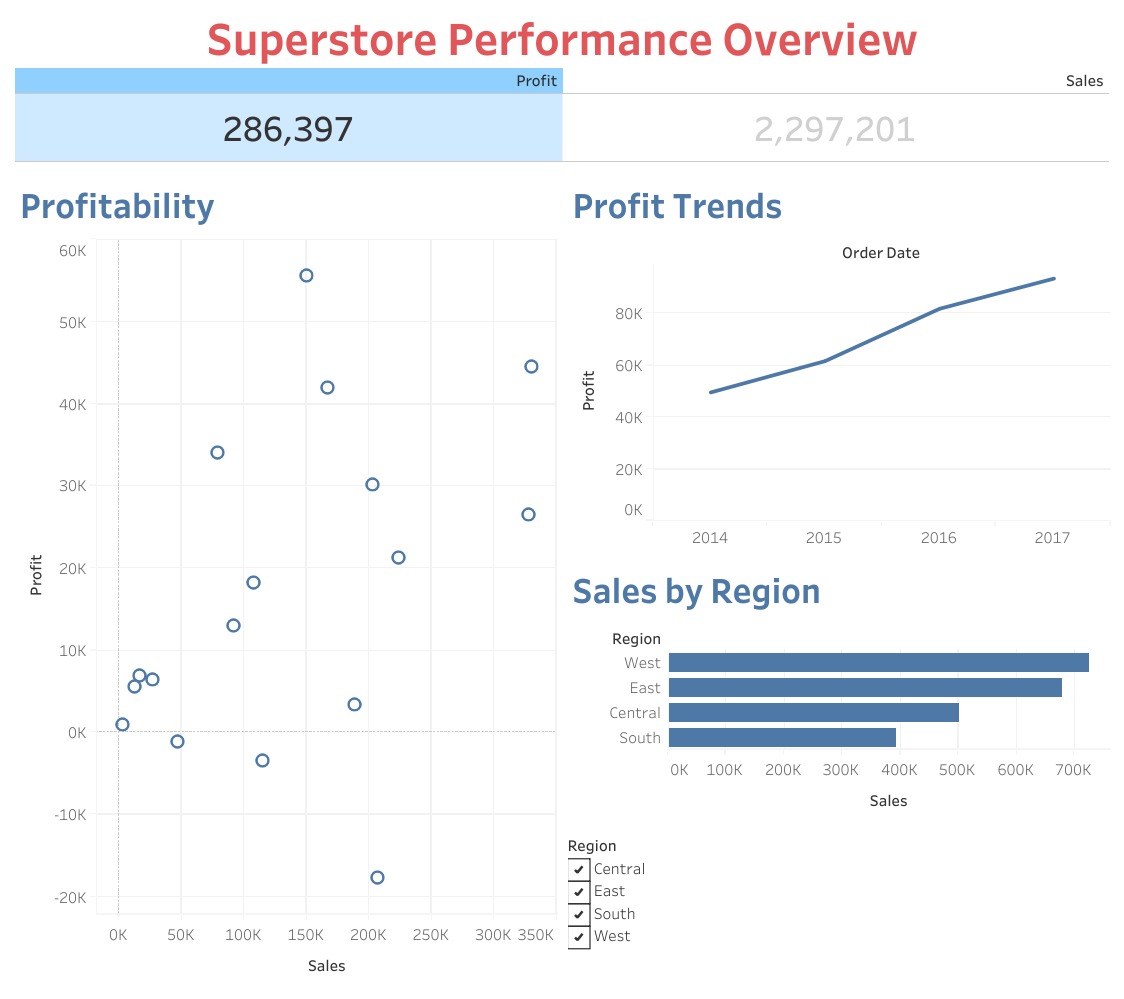 Superstore Performance Overview
Profit Sales
286,397 2,297,201
Profitability
60K
50K
40K
30K
20K
10K
0K
-10K
-20K
Profit
0K 50K 100K 150K 200K 250K 300K 350K
Sales
Profit Trends
Order Date
80K
60K
40K
20K
0K
Profit
2014 2015 2016 2017
Sales by Region
Region
West
East
Central
South
0K 100K 200K 300K 400K 500K 600K 700K
Sales
Region
Central
East
South
West